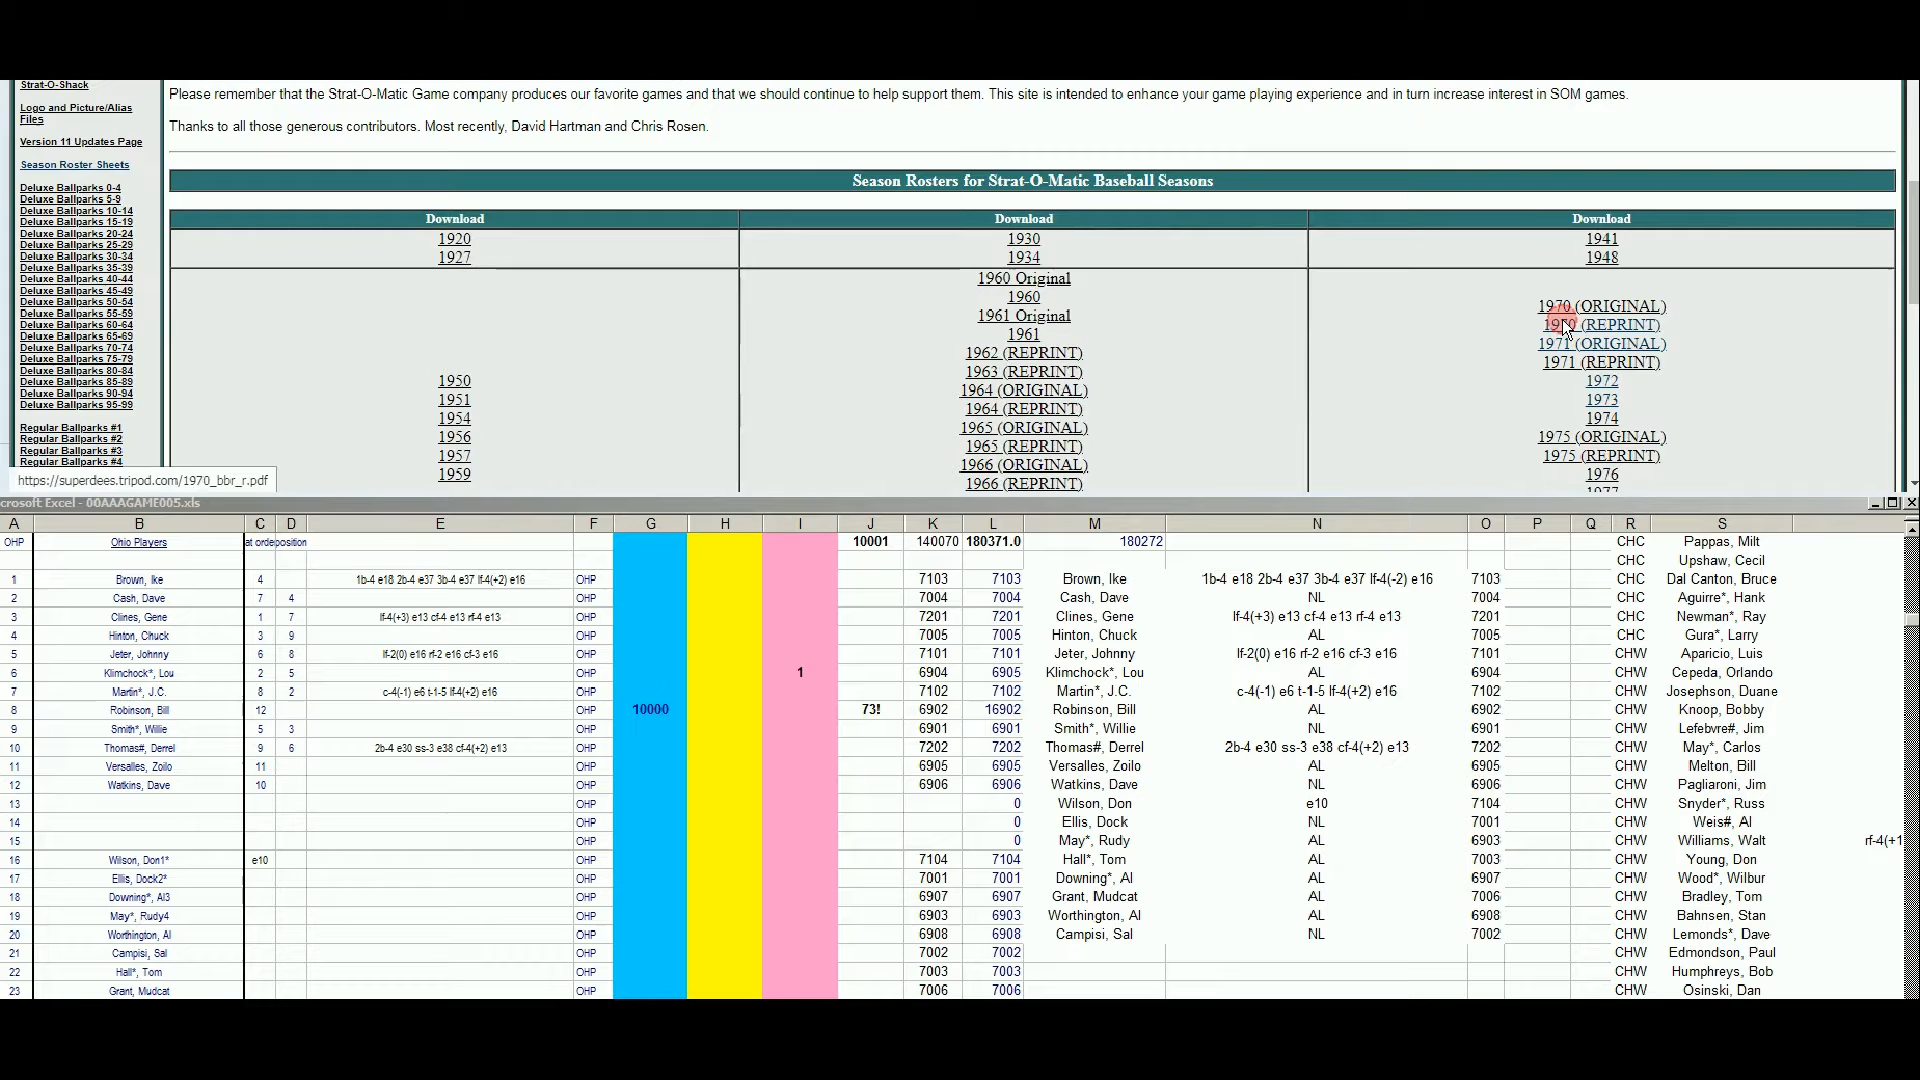 Strat-O-Shack
Logo and Picture/Alias
Files
Version 11 Updates Page
Season Roster Sheets
Deluxe Ballparks 0-4
Deluxe Ballparks 5-9
Deluxe Ballparks 10-14
Deluxe Ballparks 15-19
Deluxe Ballparks 20-24
Deluxe Ballparks 25-29
Deluxe Ballparks 30-34
Deluxe Ballparks 35-39
Deluxe Ballparks 40-44
Deluxe Ballparks 45-49
Deluxe Ballparks 50-54
Deluxe Ballparks 55-59
Deluxe Ballparks 60-64
Deluxe Ballparks 65-69
Deluxe Ballparks 70-74
Deluxe Ballparks 75-79
Deluxe Ballparks 80-84
Deluxe Ballparks 85-89
Deluxe Ballparks 90-94
Deluxe Ballparks 95-99
Regular Ballparks #1
Regular Ballparks #2
Regular Ballparks #3
Regular Ballparks #4
https://superdees.tripod.com/1970_bbr_r.pdf
Please remember that the Strat-O-Matic Game company produces our favorite games and that we should continue to help support them. This site is intended to enhance your game playing experience and in turn increase interest in SOM games.
Thanks to all those generous contributors. Most recently, David Hartman and Chris Rosen.
Season Rosters for Strat-O-Matic Baseball Seasons
Download Download Download
1920 1930 1941
1927 1934 1948
1950
1951
1954
1956
1957
1959
1960 Original
1960
1961 Original
1961
1962 (REPRINT)
1963 (REPRINT)
1964 (ORIGINAL)
1964 (REPRINT)
1965 (ORIGINAL)
1965 (REPRINT)
1966 (ORIGINAL)
1966 (REPRINT)
1970 (ORIGINAL)
1970 (REPRINT)
1971 (ORIGINAL)
1971 (REPRINT)
1972
1973
1974
1975 (ORIGINAL)
1975 (REPRINT)
1976
1977
crosoft Excel - 00AAAGAME005.xls
A B C D E F G H I J K L M N O P Q R S
OHP Ohio Players at orde position 10001 140070 180371.0 180272 CHC Pappas, Milt
CHC Upshaw, Cecil
1 Brown, Ike 4 1b-4 e18 2b-4 e37 3b-4 e37 lf-4(+2) e16 OHP 7103 7103 Brown, Ike 1b-4 e18 2b-4 e37 3b-4 e37 lf-4(-2) e16 7103 CHC Dal Canton, Bruce
2 Cash, Dave 7 4 OHP 7004 7004 Cash, Dave NL 7004 CHC Aguirre*, Hank
3 Clines, Gene 1 7 lf-4(+3) e13 cf-4 e13 rf-4 e13 OHP 7201 7201 Clines, Gene lf-4(+3) e13 cf-4 e13 rf-4 e13 7201 CHC Newman*, Ray
4 Hinton, Chuck 3 9 OHP 7005 7005 Hinton, Chuck AL 7005 CHC Gura*, Larry
5 Jeter, Johnny 6 8 lf-2(0) e16 rf-2 e16 cf-3 e16 OHP 7101 7101 Jeter, Johnny lf-2(0) e16 rf-2 e16 cf-3 e16 7101 CHW Aparicio, Luis
6 Klimchock*, Lou 2 5 OHP 1 6904 6905 Klimchock*, Lou AL 6904 CHW Cepeda, Orlando
7 Martin*, J.C. 8 2 c-4(-1) e6 t-1-5 lf-4(+2) e16 OHP 7102 7102 Martin*, J.C. c-4(-1) e6 t-1-5 lf-4(+2) e16 7102 CHW Josephson, Duane
8 Robinson, Bill 12 OHP 10000 73! 6902 16902 Robinson, Bill AL 6902 CHW Knoop, Bobby
9 Smith*, Willie 5 3 OHP 6901 6901 Smith*, Willie NL 6901 CHW Lefebvre#, Jim
10 Thomas#, Derrel 9 6 2b-4 e30 ss-3 e38 cf-4(+2) e13 OHP 7202 7202 Thomas#, Derrel 2b-4 e30 ss-3 e38 cf-4(+2) e13 7202 CHW May*, Carlos
11 Versalles, Zoilo 11 OHP 6905 6905 Versalles, Zoilo AL 6905 CHW Melton, Bill
12 Watkins, Dave 10 OHP 6906 6906 Watkins, Dave NL 6906 CHW Pagliaroni, Jim
13 OHP 0 Wilson, Don e10 7104 CHW Snyder*, Russ
14 OHP 0 Ellis, Dock NL 7001 CHW Weis#, Al
15 OHP 0 May*, Rudy AL 6903 CHW Williams, Walt rf-4(+1
16 Wilson, Don1* e10 OHP 7104 7104 Hall*, Tom AL 7003 CHW Young, Don
17 Ellis, Dock2* OHP 7001 7001 Downing*, Al AL 6907 CHW Wood*, Wilbur
18 Downing*, Al3 OHP 6907 6907 Grant, Mudcat AL 7006 CHW Bradley, Tom
19 May*, Rudy4 OHP 6903 6903 Worthington, Al AL 6908 CHW Bahnsen, Stan
20 Worthington, Al OHP 6908 6908 Campisi, Sal NL 7002 CHW Lemonds*, Dave
21 Campisi, Sal OHP 7002 7002 CHW Edmondson, Paul
22 Hall*, Tom OHP 7003 7003 CHW Humphreys, Bob
23 Grant, Mudcat OHP 7006 7006 CHW Osinski, Dan